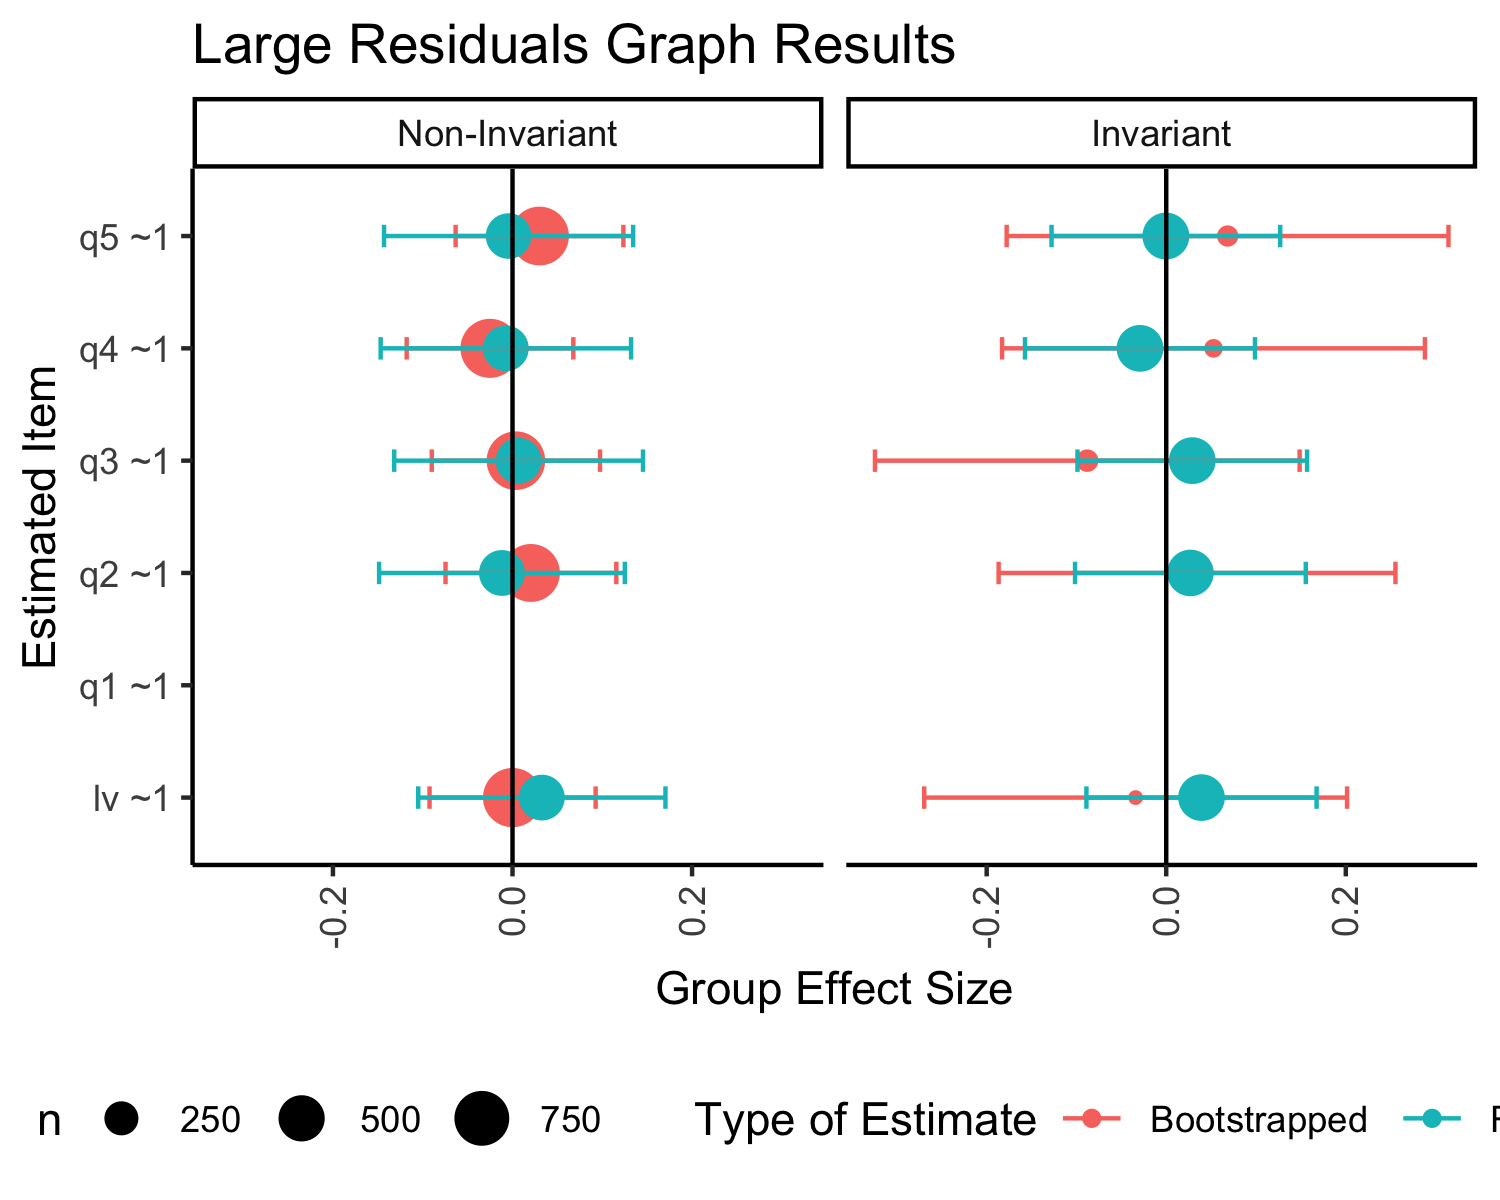 Large Residuals Graph Results
Non-Invariant
Invariant
Estimated Item
q5 ~1
q4 ~1
q3 ~1
q2 ~1
q1 ~1
lv ~1
-0.2 0.0 0.2
-0.2 0.0 0.2
Group Effect Size
n 250 500 750 Type of Estimate Bootstrapped